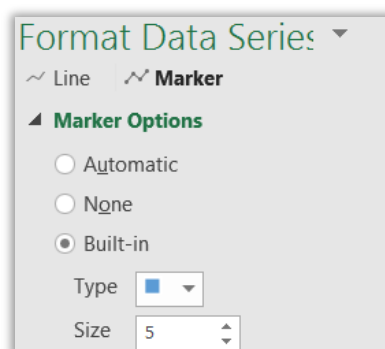 Format Data Series
Line Marker
Marker Options
Automatic
None
Built-in
Type
Size 5